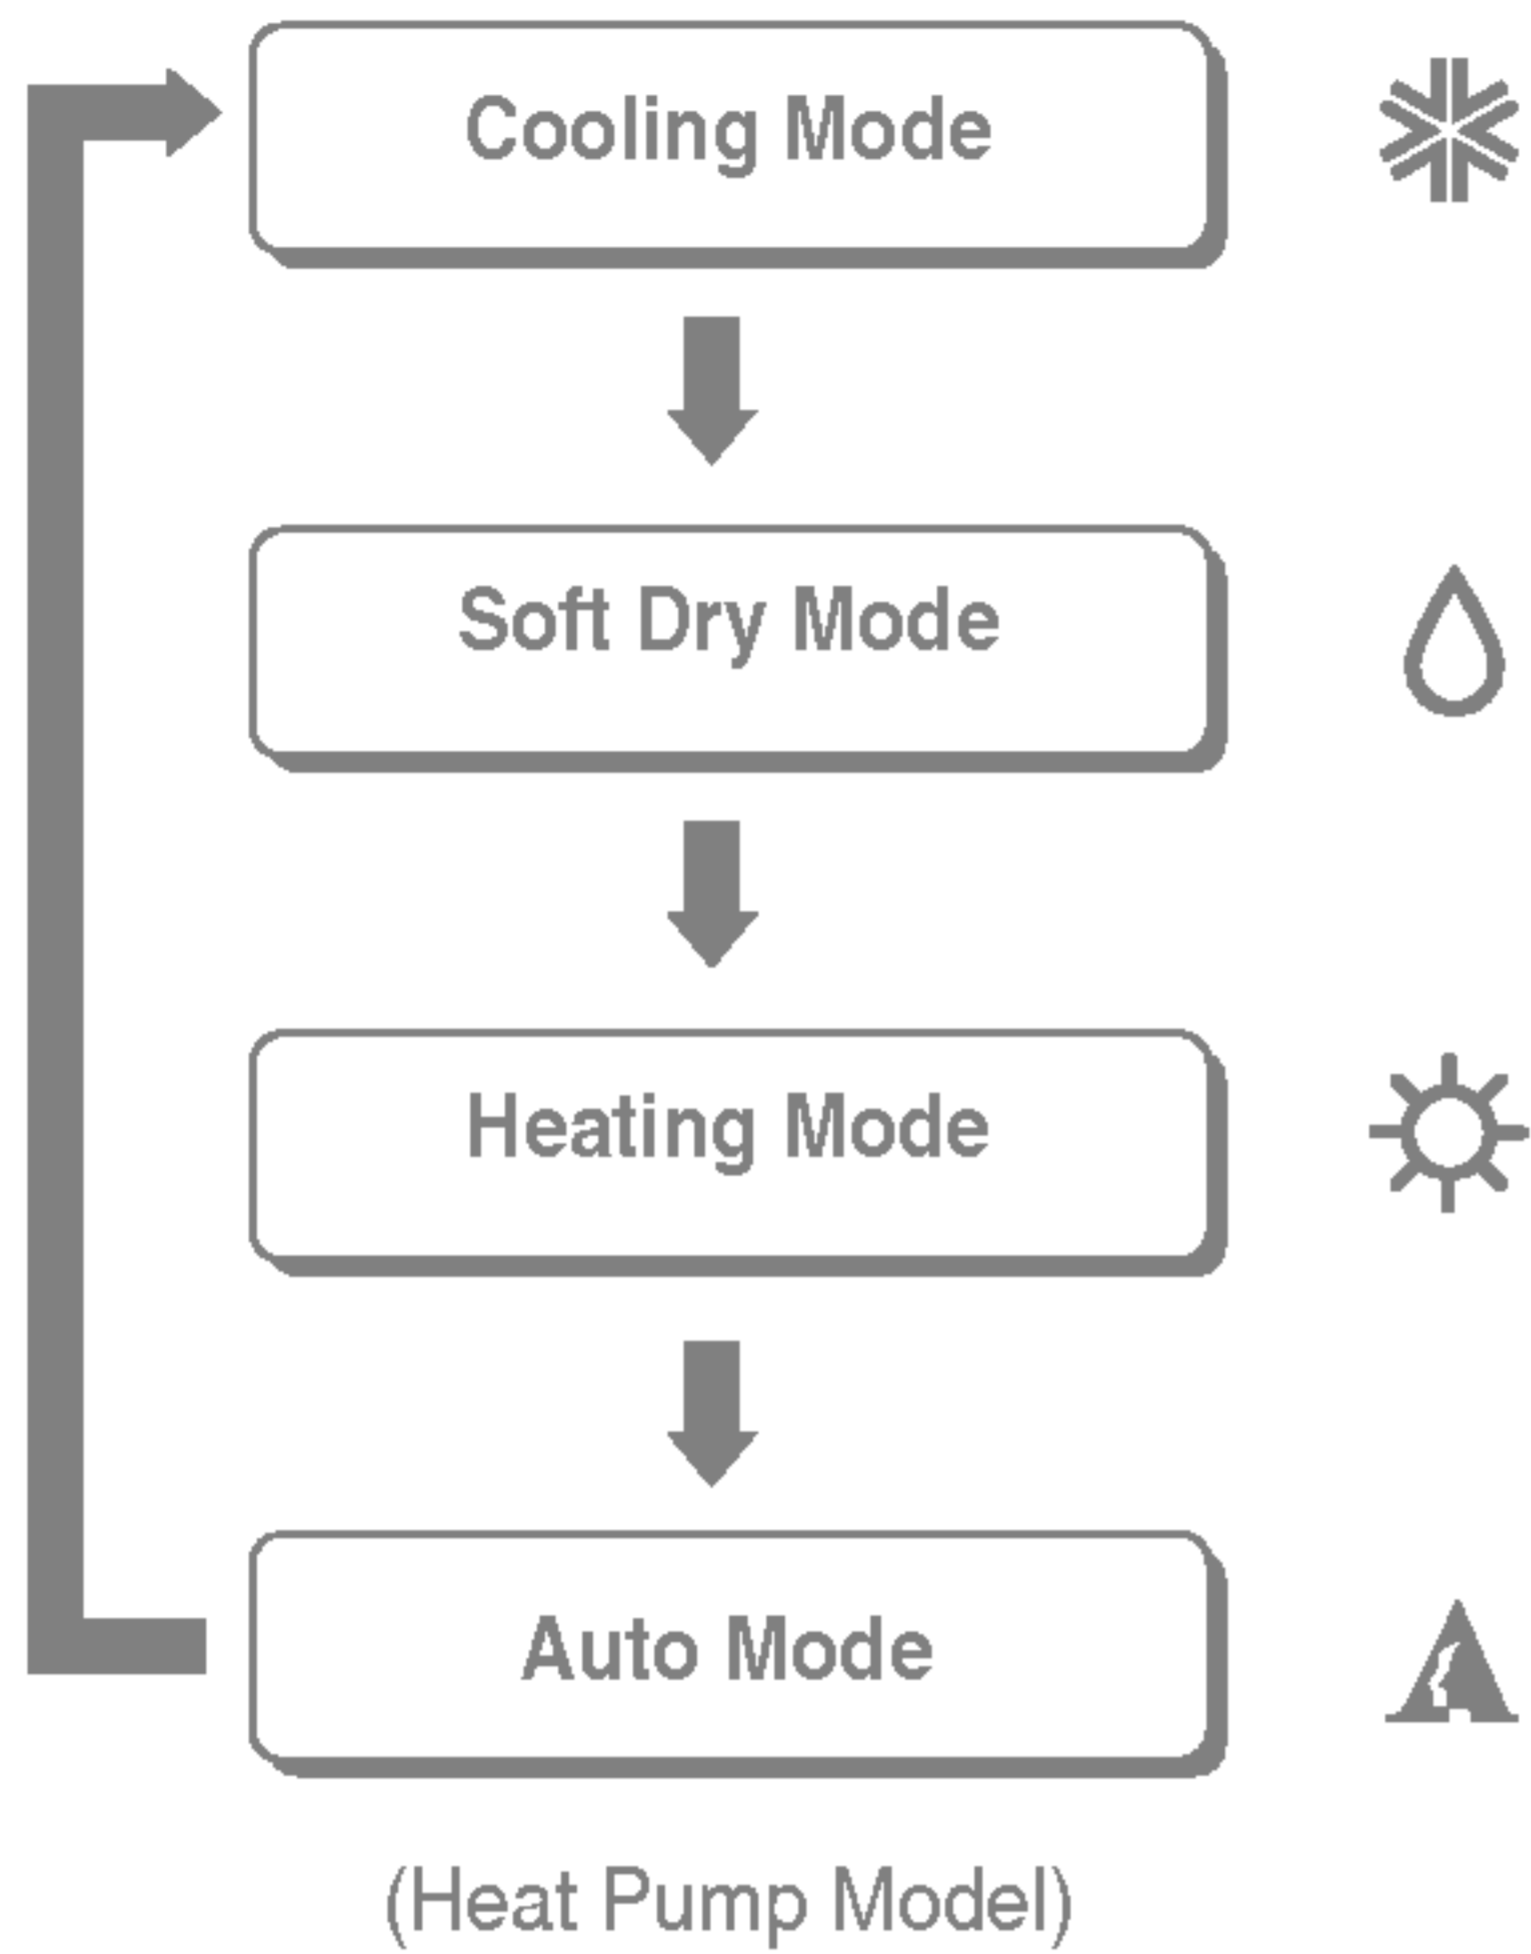 Cooling Mode
Soft Dry Mode
Heating Mode
Auto Mode
(Heat Pump Model)